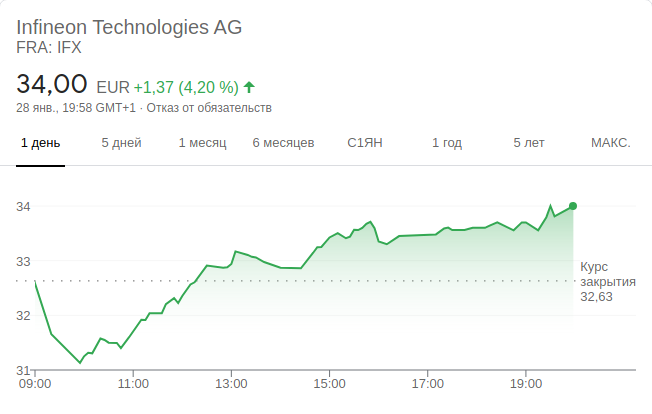 Infineon Technologies AG
FRA: IFX
34,00 EUR +1,37 (4,20 %)
28 янв., 19:58 GMT+1 · Отказ от обязательств
1 день 5 дней 1 месяц 6 месяцев С1ЯН 1 год 5 лет МАКС.
34
33
32
31
Курс
закрытия
32,63
09:00 11:00 13:00 15:00 17:00 19:00